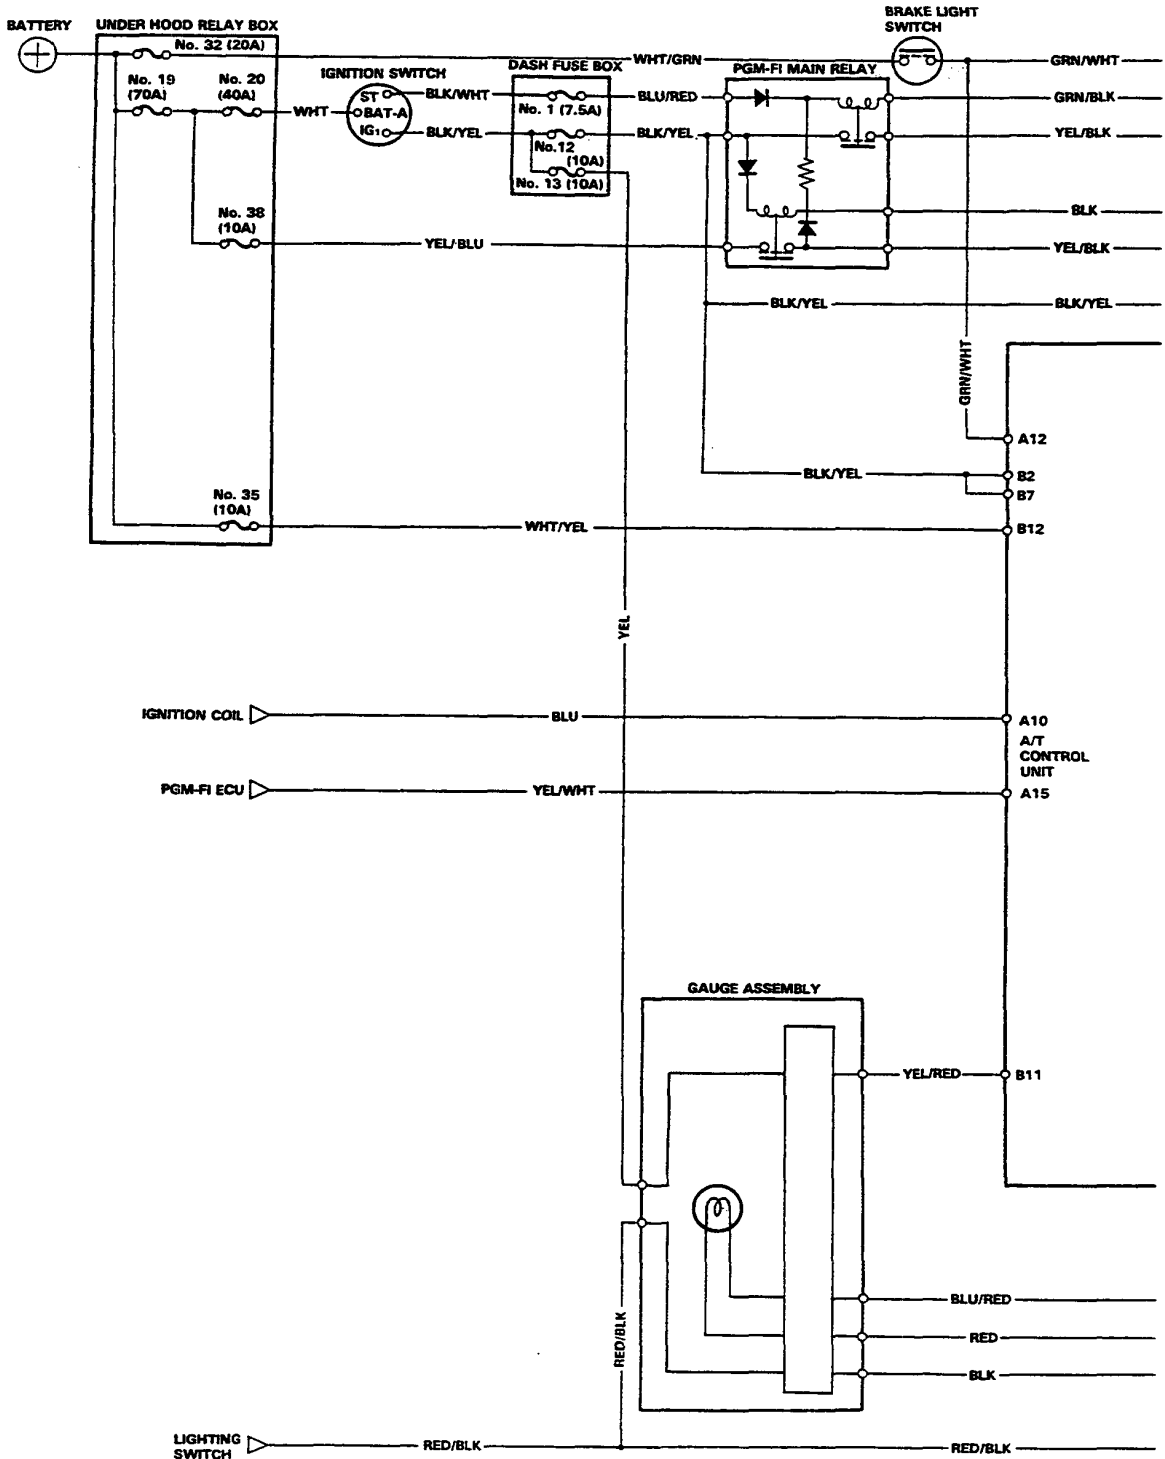 BATTERY
UNDER HOOD RELAY BOX
BRAKE LIGHT
SWITCH
No. 32 (20A)
WHT/GRN
GRN/WHT
No. 19
(70A)
No. 20
(40A)
IGNITION SWITCH
DASH FUSE BOX
PGM-FI MAIN RELAY
ST
BLK/WHT
No. 1 (7.5A)
BLU/RED
GRN/BLK
WHT
BAT-A
IG1
BLK/YEL
No.12
(10A)
BLK/YEL
YEL/BLK
No. 13 (10A)
No. 38
(10A)
BLK
YEL/BLU
YEL/BLK
BLK/YEL
BLK/YEL
GRN/WHT
A12
BLK/YEL
B2
B7
No. 35
(10A)
WHT/YEL
B12
YEL
IGNITION COIL
BLU
A10
A/T
CONTROL
UNIT
PGM-FI ECU
YEL/WHT
A15
GAUGE ASSEMBLY
YEL/RED
B11
BLU/RED
RED/BLK
RED
BLK
LIGHTING
SWITCH
RED/BLK
RED/BLK